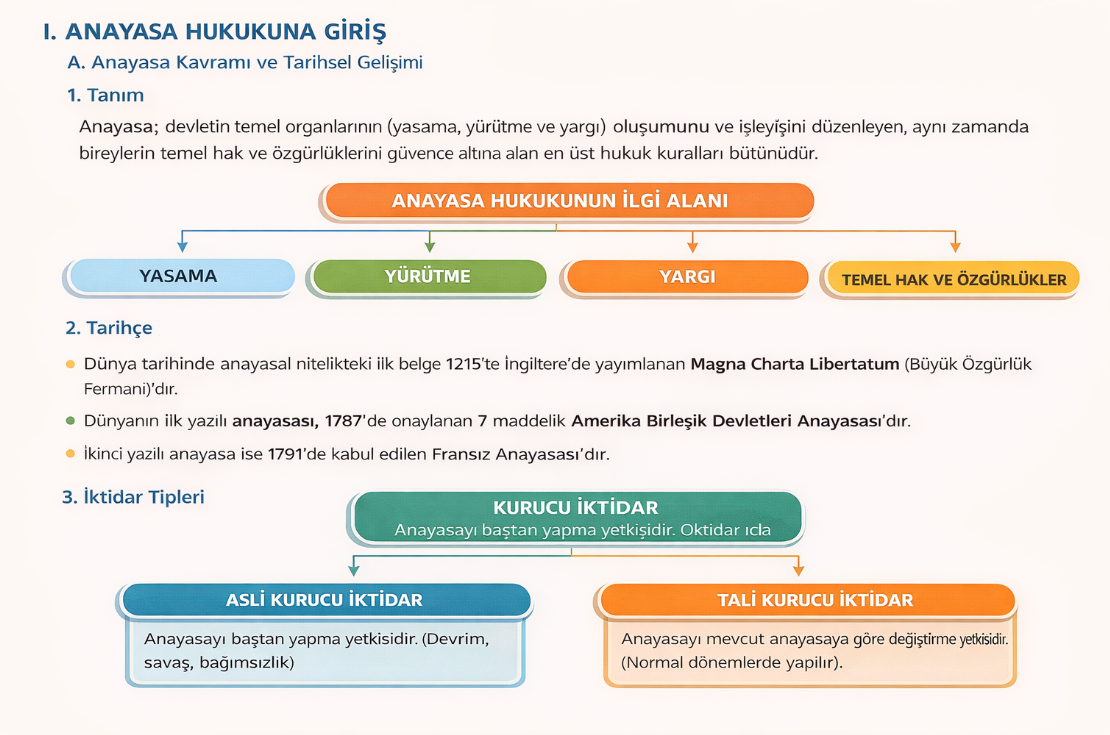 I. ANAYASA HUKUKUNA GİRİŞ
A. Anayasa Kavramı ve Tarihsel Gelişimi
1. Tanım
Anayasa; devletin temel organlarının (yasama, yürütme ve yargı) oluşumunu ve işleyişini düzenleyen, aynı zamanda
bireylerin temel hak ve özgürlüklerini güvence altına alan en üst hukuk kuralları bütünüdür.
ANAYASA HUKUKUNUN İLGİ ALANI
YASAMA
YÜRÜTME
YARGI
TEMEL HAK VE ÖZGÜRLÜKLER
2. Tarihçe
Dünya tarihinde anayasal nitelikteki ilk belge 1215'te İngiltere'de yayımlanan Magna Charta Libertatum (Büyük Özgürlük
Fermani)'dır.
Dünyanın ilk yazılı anayasası, 1787'de onaylanan 7 maddelik Amerika Birleşik Devletleri Anayasası'dır.
İkinci yazılı anayasa ise 1791'de kabul edilen Fransız Anayasası'dır.
3. İktidar Tipleri
KURUCU İKTİDAR
Anayasayı baştan yapma yetkişidir. Oktidar ıcla
ASLİ KURUCU İKTİDAR
Anayasayı baştan yapma yetkisidir. (Devrim,
savaş, bağımsızlik)
TALİ KURUCU İKTİDAR
Anayasayı mevcut anayasaya göre değiştirme yetkisidir.
(Normal dönemlerde yapılır).